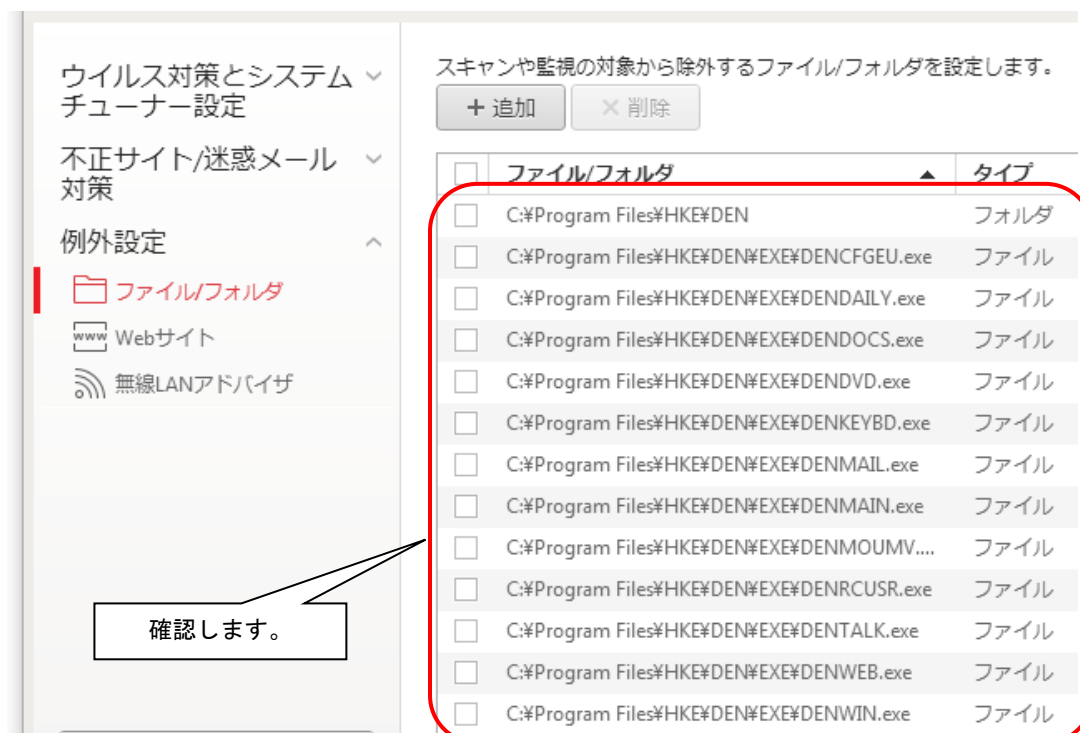 ウイルス対策とシステム
チューナー設定
不正サイト/迷惑メール
対策
例外設定
ファイル/フォルダ
www Webサイト
無線LANアドバイザ
確認します。
スキャンや監視の対象から除外するファイル/フォルダを設定します。
+ 追加 × 削除
ファイル/フォルダ ▲ タイプ
C:¥Program Files¥HKE¥DEN フォルダ
C:¥Program Files¥HKE¥DEN¥EXE¥DENCFGEU.exe ファイル
C:¥Program Files¥HKE¥DEN¥EXE¥DENDAILY.exe ファイル
C:¥Program Files¥HKE¥DEN¥EXE¥DENDOCS.exe ファイル
C:¥Program Files¥HKE¥DEN¥EXE¥DENDVD.exe ファイル
C:¥Program Files¥HKE¥DEN¥EXE¥DENKEYBD.exe ファイル
C:¥Program Files¥HKE¥DEN¥EXE¥DENMAIL.exe ファイル
C:¥Program Files¥HKE¥DEN¥EXE¥DENMAIN.exe ファイル
C:¥Program Files¥HKE¥DEN¥EXE¥DENMOUMV.... ファイル
C:¥Program Files¥HKE¥DEN¥EXE¥DENRCUSR.exe ファイル
C:¥Program Files¥HKE¥DEN¥EXE¥DENTALK.exe ファイル
C:¥Program Files¥HKE¥DEN¥EXE¥DENWEB.exe ファイル
C:¥Program Files¥HKE¥DEN¥EXE¥DENWIN.exe ファイル